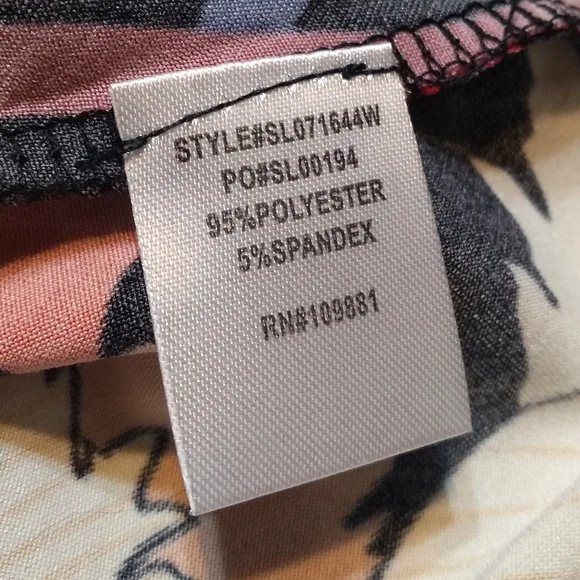 STYLE#SL071644W
PO#SL00194
95%POLYESTER
5%SPANDEX
RN#109881